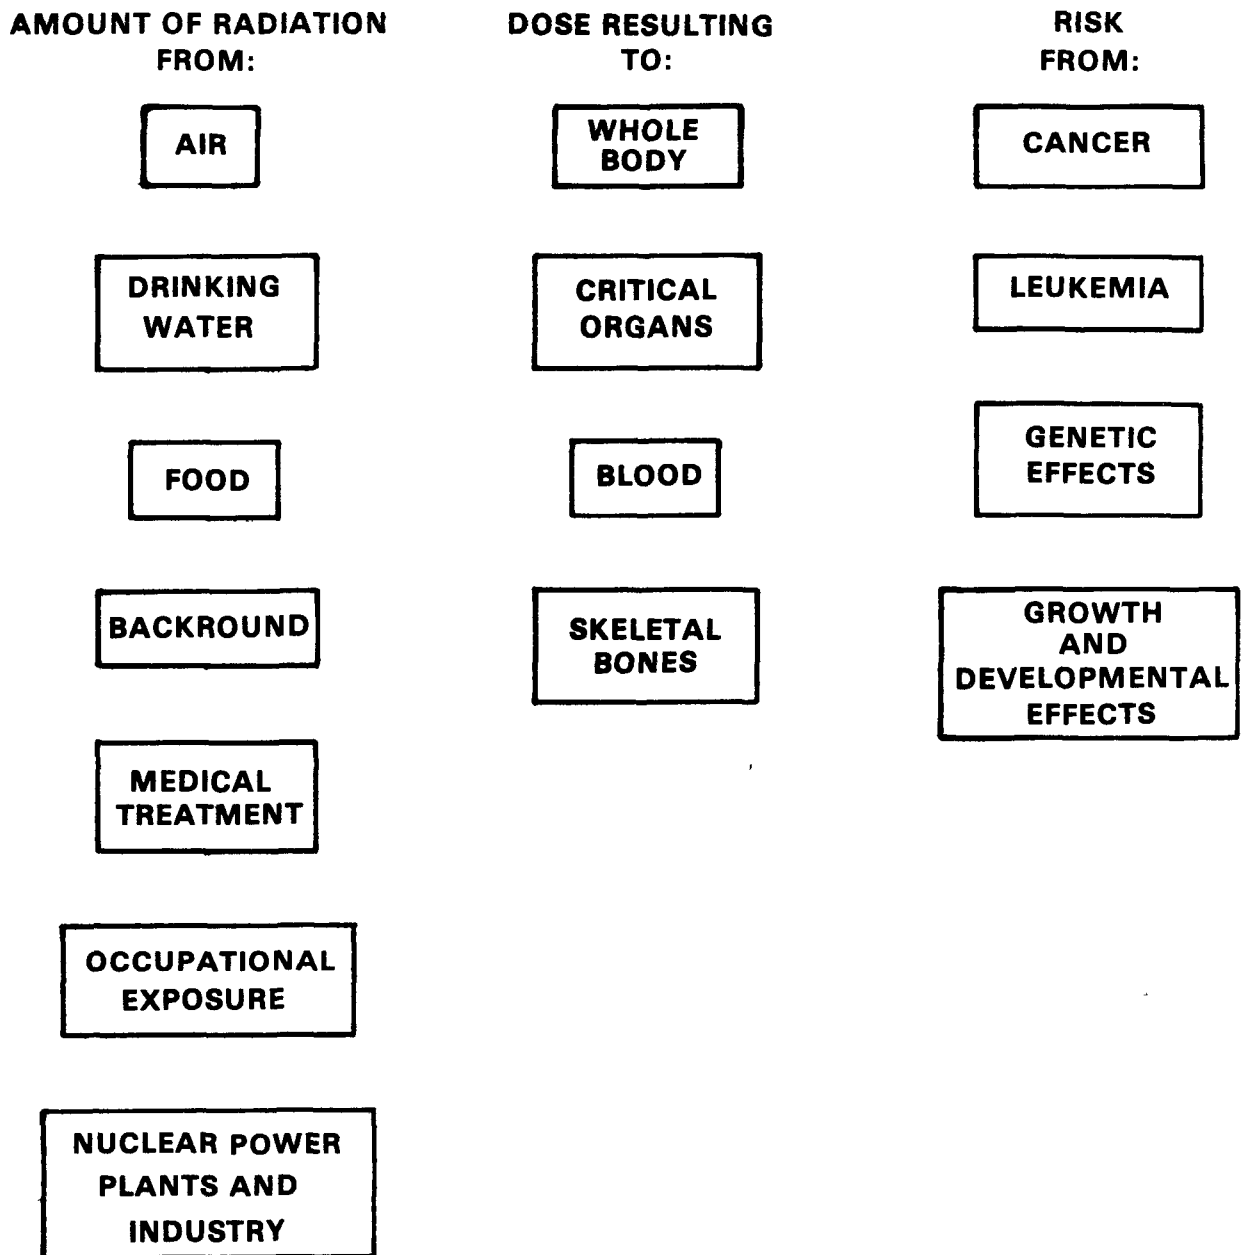 AMOUNT OF RADIATION
FROM:
AIR
DRINKING
WATER
FOOD
BACKROUND
MEDICAL
TREATMENT
OCCUPATIONAL
EXPOSURE
NUCLEAR POWER
PLANTS AND
INDUSTRY
DOSE RESULTING
TO:
WHOLE
BODY
CRITICAL
ORGANS
BLOOD
SKELETAL
BONES
RISK
FROM:
CANCER
LEUKEMIA
GENETIC
EFFECTS
GROWTH
AND
DEVELOPMENTAL
EFFECTS